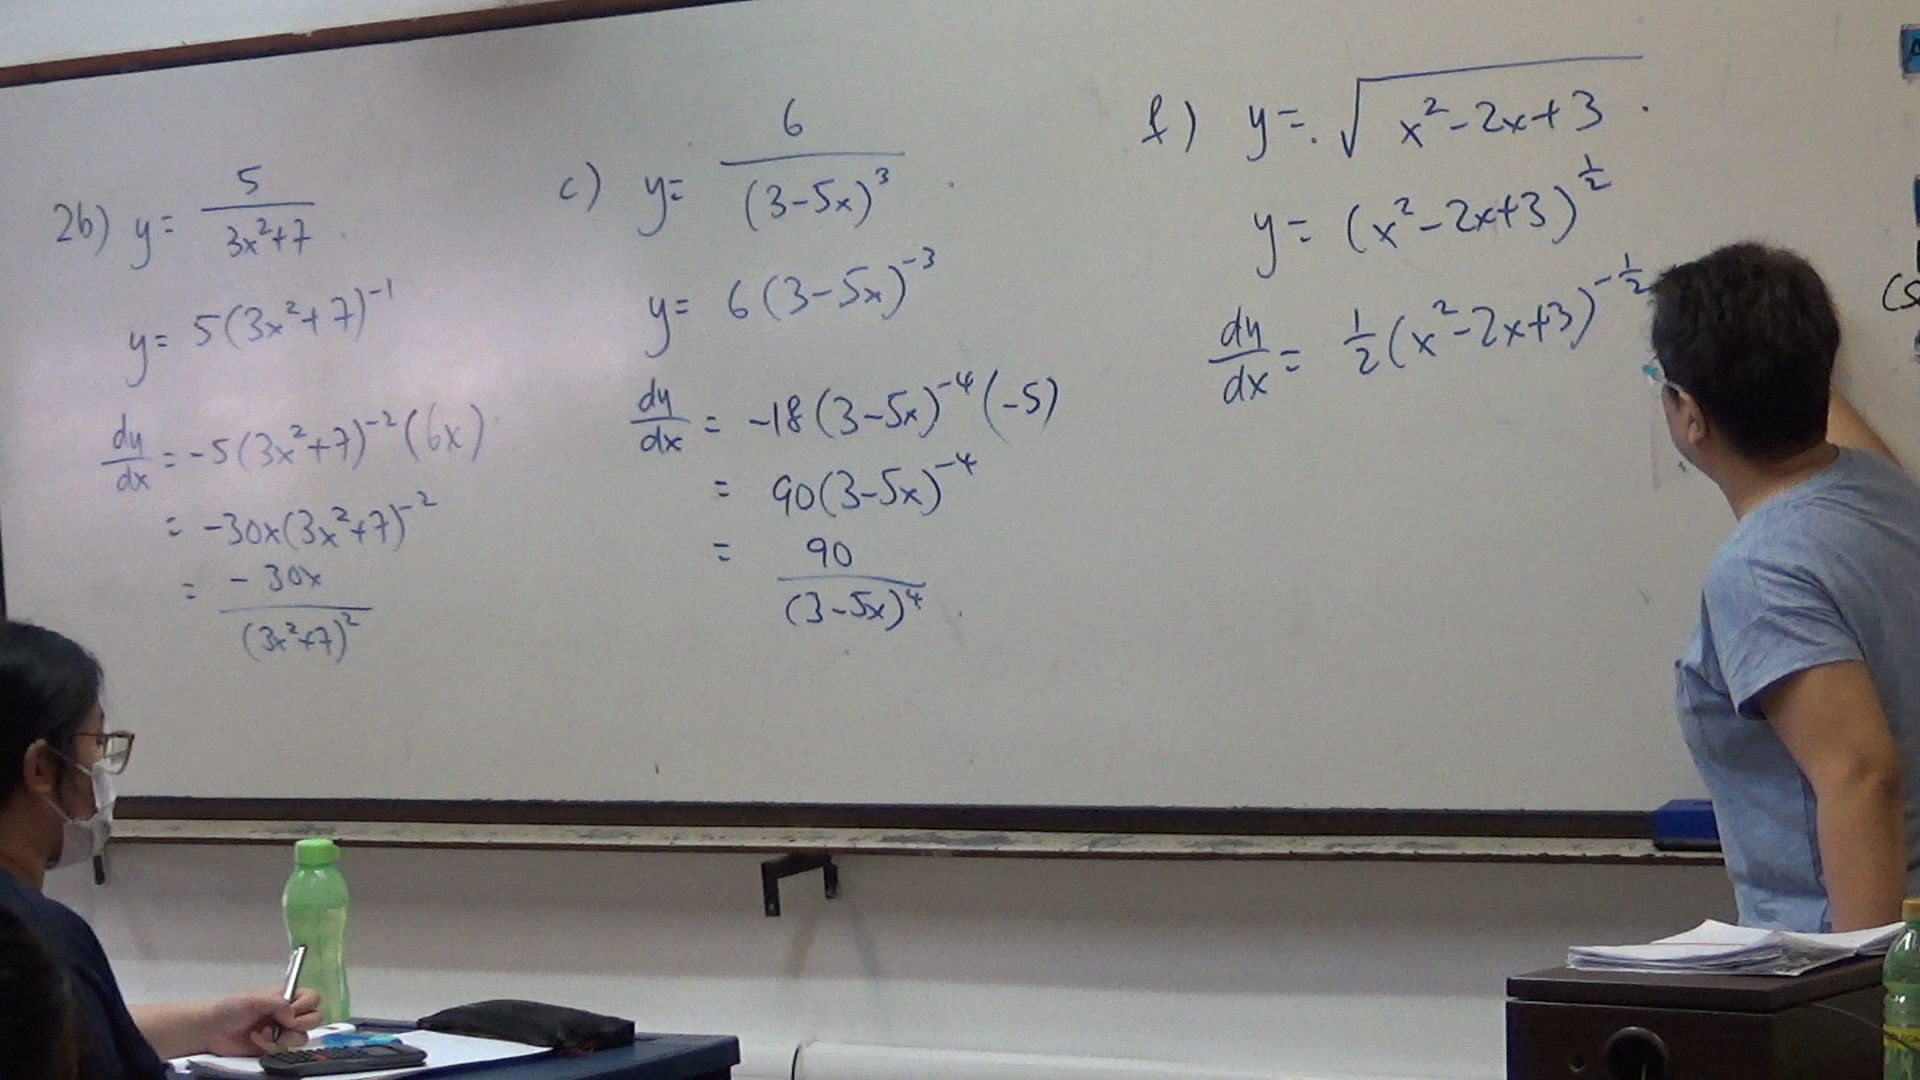 2b) y = 5/(3x²+7)
y = 5(3x²+7)⁻¹
dy/dx = -5(3x²+7)⁻²(6x)
= -30x(3x²+7)⁻²
= -30x/(3x²+7)²
c) y = 6/(3-5x)³
y = 6(3-5x)⁻³
dy/dx = -18(3-5x)⁻⁴(-5)
= 90(3-5x)⁻⁴
= 90/(3-5x)⁴
f) y = √(x²-2x+3)
y = (x²-2x+3)^(1/2)
dy/dx = 1/2(x²-2x+3)^(-1/2)